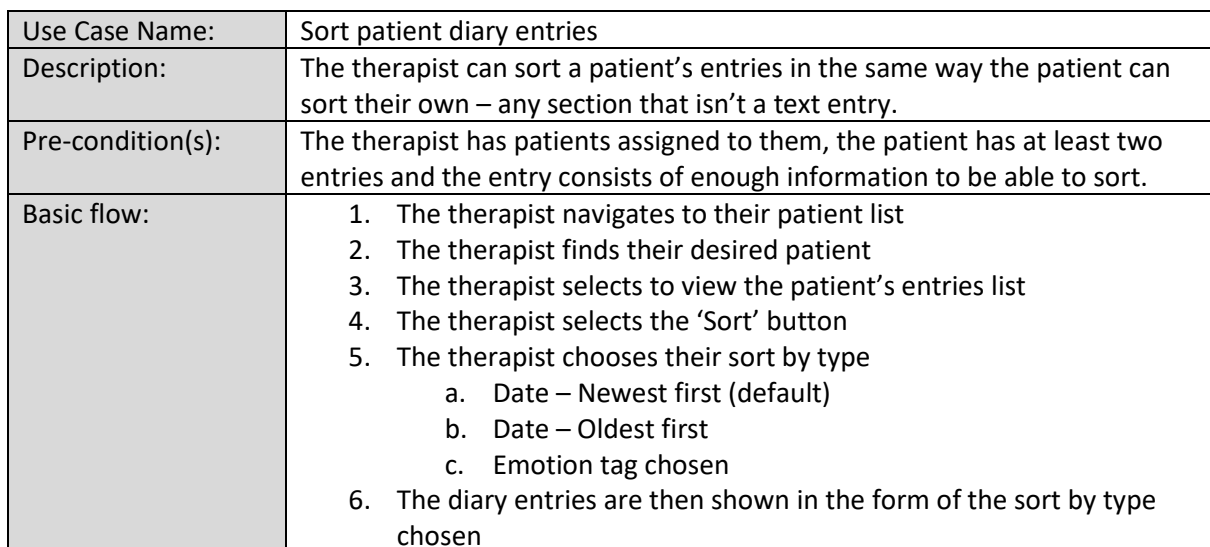 Use Case Name: Sort patient diary entries
Description: The therapist can sort a patient’s entries in the same way the patient can
sort their own – any section that isn’t a text entry.
Pre-condition(s): The therapist has patients assigned to them, the patient has at least two
entries and the entry consists of enough information to be able to sort.
Basic flow: 1. The therapist navigates to their patient list
2. The therapist finds their desired patient
3. The therapist selects to view the patient’s entries list
4. The therapist selects the ‘Sort’ button
5. The therapist chooses their sort by type
a. Date – Newest first (default)
b. Date – Oldest first
c. Emotion tag chosen
6. The diary entries are then shown in the form of the sort by type
chosen